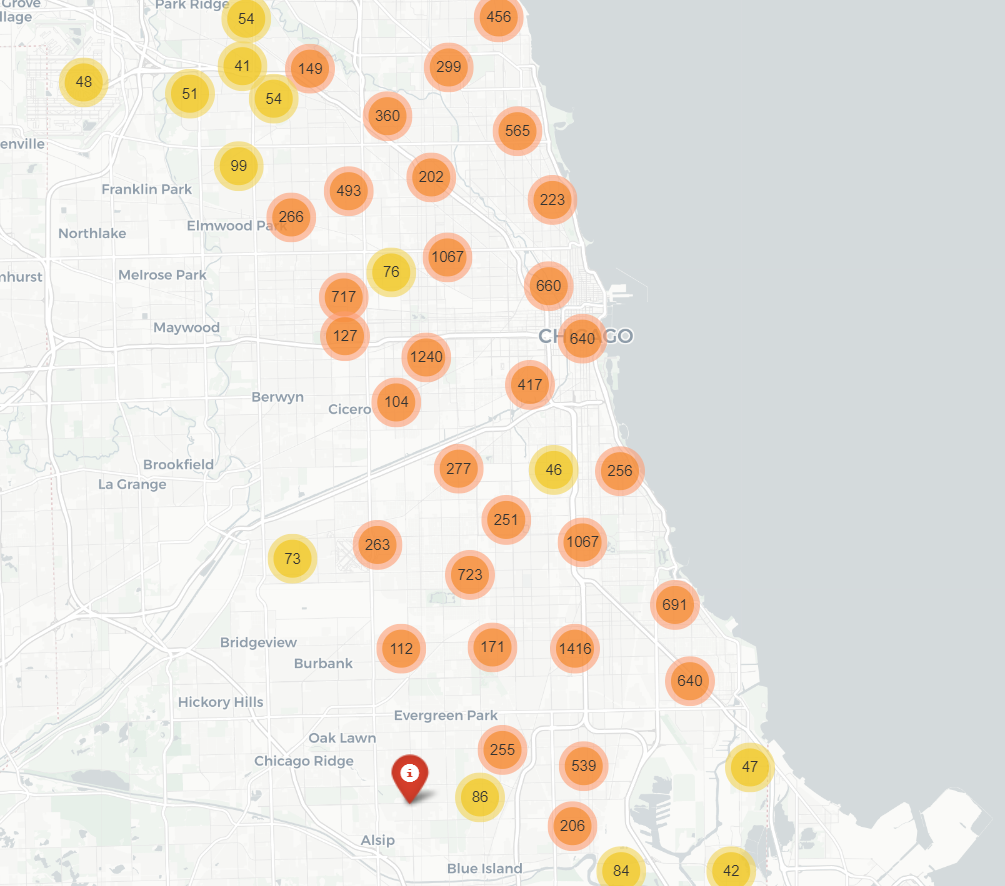 Grove
Park Ridge
llage
54
456
41
149
299
48
51
54
360
565
enville
99
202
Franklin Park
493
223
266
Elmwood Park
Northlake
1067
Melrose Park
76
nhurst
660
717
Maywood
127
CHICAGO
640
1240
417
Berwyn
104
Cicero
Brookfield
277
46
256
La Grange
251
263
1067
73
723
691
Bridgeview
112
171
1416
Burbank
640
Hickory Hills
Evergreen Park
Oak Lawn
255
Chicago Ridge
539
47
i
86
206
Alsip
Blue Island
84
42